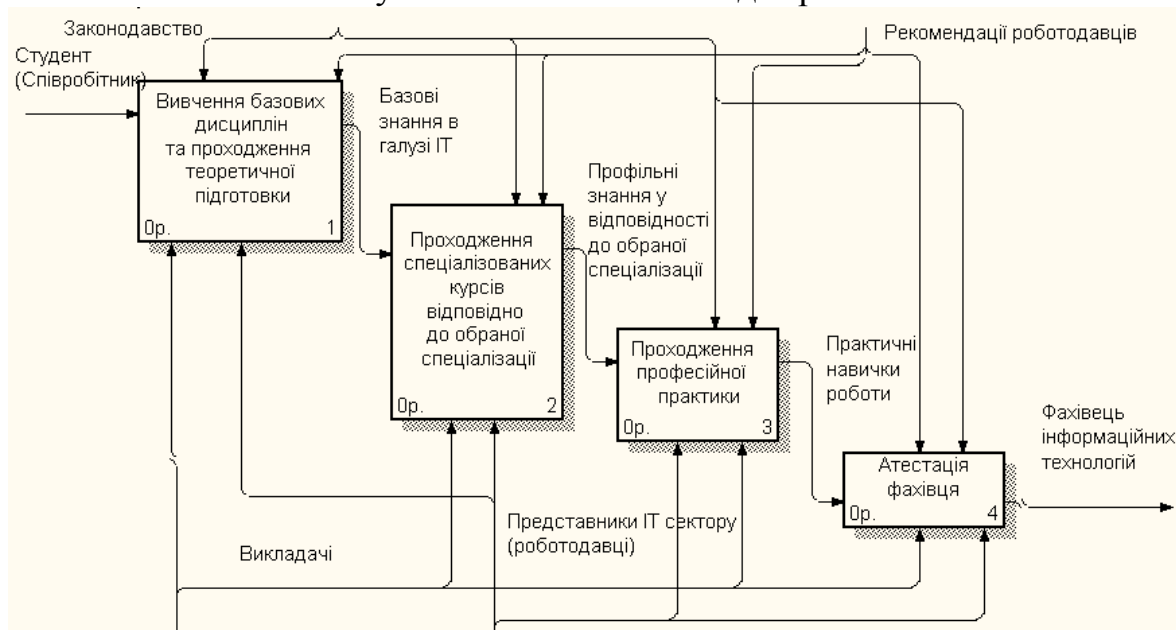 Законодавство
Рекомендації роботодавців
Студент
(Співробітник)
Вивчення базових
дисциплін
та проходження
теоретичної
підготовки
0р.
1
Базові
знання в
галузі ІТ
Проходження
спеціалізованих
курсів
відповідно
до обраної
спеціалізації
0р.
2
Профільні
знання у
відповідності
до обраної
спеціалізації
Проходження
професійної
практики
0р.
3
Практичні
навички
роботи
Атестація
фахівця
0р.
4
Фахівець
інформаційних
технологій
Представники ІТ сектору
(роботодавці)
Викладачі